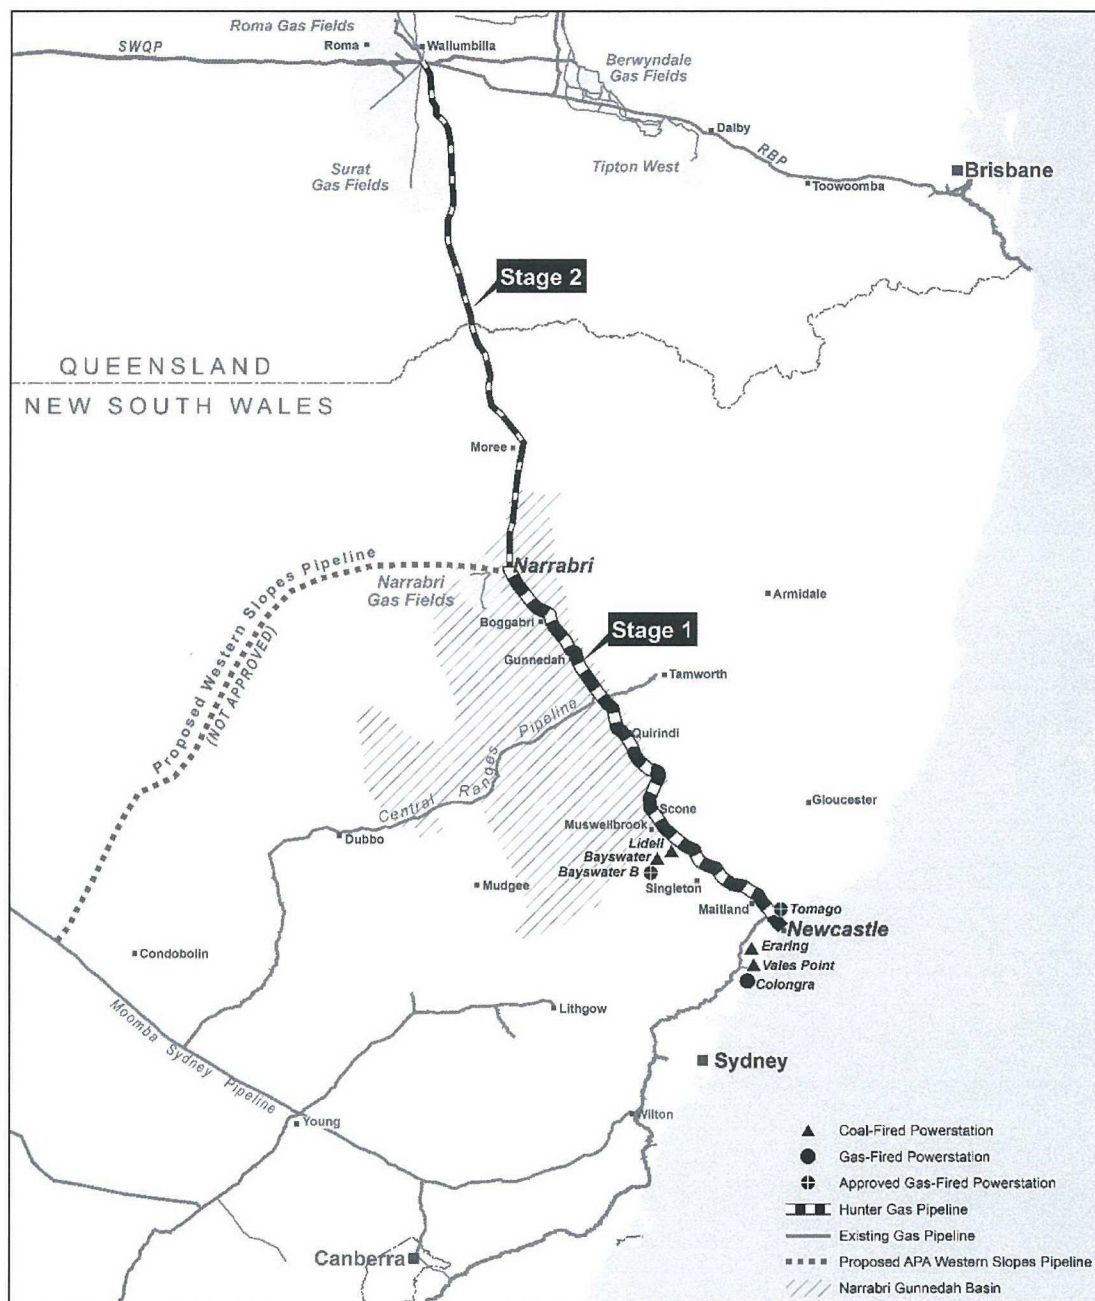 Roma Gas Fields
SWQP
Roma
Wallumbilla
Berwyndale
Gas Fields
Dalby
RBP
Surat
Gas Fields
Tipton West
Toowoomba
Brisbane
Stage 2
QUEENSLAND
NEW SOUTH WALES
Moree
Proposed Western Slopes Pipeline
(NOT APPROVED)
Narrabri
Narrabri
Gas Fields
Armidale
Boggabri
Stage 1
Gunnedah
Tamworth
Central Ranges Pipeline
Quirindi
Gloucester
Scone
Muswellbrook
Dubbo
Lidell
Bayswater
Bayswater B
Mudgee
Singleton
Maitland
Tomago
Newcastle
Condobolin
Eraring
Vales Point
Colongra
Lithgow
Moomba Sydney Pipeline
Sydney
Young
Wilton
Canberra
Coal-Fired Powerstation
Gas-Fired Powerstation
Approved Gas-Fired Powerstation
Hunter Gas Pipeline
Existing Gas Pipeline
Proposed APA Western Slopes Pipeline
Narrabri Gunnedah Basin